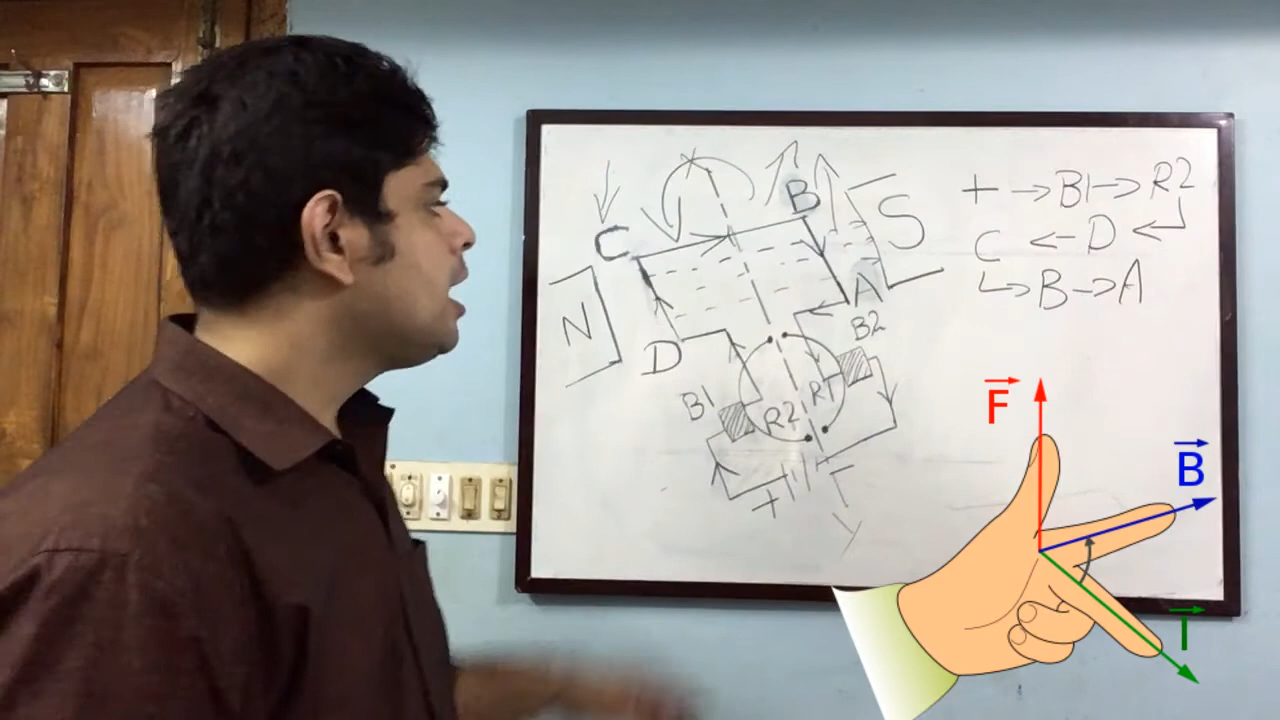 X
B
S
C
N
A
D
B2
B1
R2
R1
+
-
Y
+ → B1 → R2
C ← D ↵
↳ B → A
F
B
I